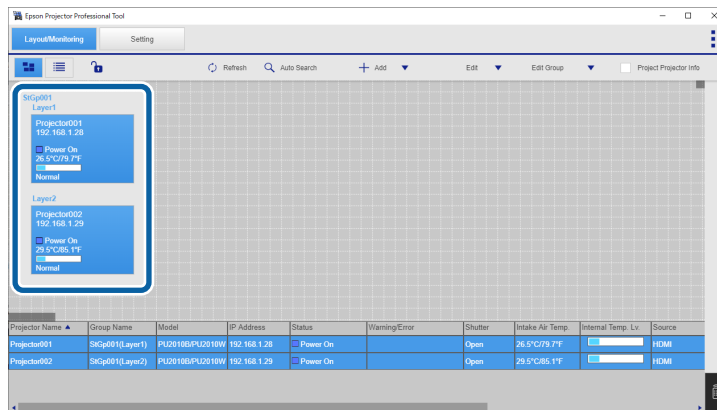 Epson Projector Professional Tool
Layout/Monitoring Setting
Refresh Auto Search Add Edit Edit Group Project Projector Info
StGp001
Layer1
Projector001
192.168.1.28
Power On
26.5°C/79.7°F
Normal
Layer2
Projector002
192.168.1.29
Power On
29.5°C/85.1°F
Normal
Projector Name Group Name Model IP Address Status Warning/Error Shutter Intake Air Temp. Internal Temp. Lv. Source
Projector001 StGp001(Layer1) PU2010B/PU2010W 192.168.1.28 Power On Open 26.5°C/79.7°F HDMI
Projector002 StGp001(Layer2) PU2010B/PU2010W 192.168.1.29 Power On Open 29.5°C/85.1°F HDMI